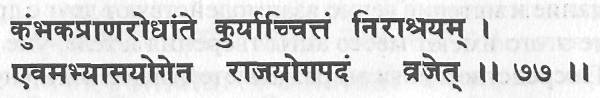 कुंभकप्राणरोधांते कुर्याच्चित्तं निराश्रयम्
एवमभ्यासयोगेन राजयोगपदं व्रजेत् ।। ७७ ।।